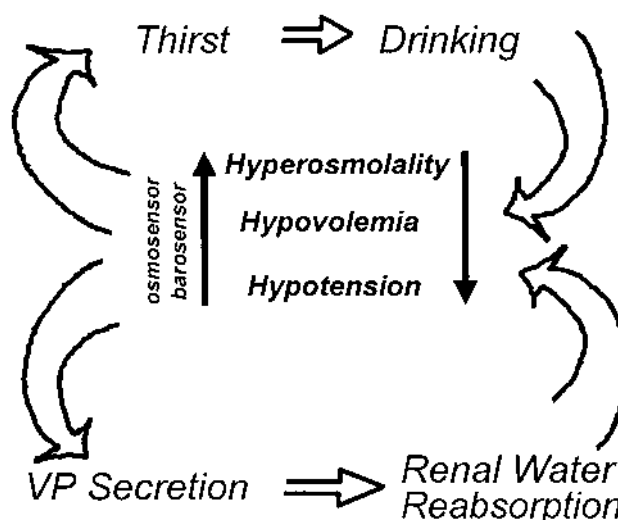 Thirst
Drinking
Hyperosmolality
osmosensor
barosensor
Hypovolemia
Hypotension
VP Secretion
Renal Water
Reabsorption